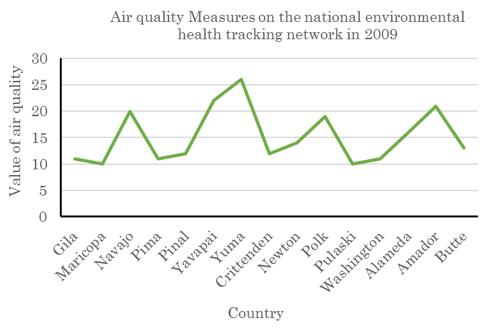 Air quality Measures on the national environmental
health tracking network in 2009
Value of air quality
30
25
20
15
10
5
0
Gila
Maricopa
Navajo
Pima
Pinal
Yavapai
Yuma
Crittenden
Newton
Polk
Pulaski
Washington
Alameda
Amador
Butte
Country